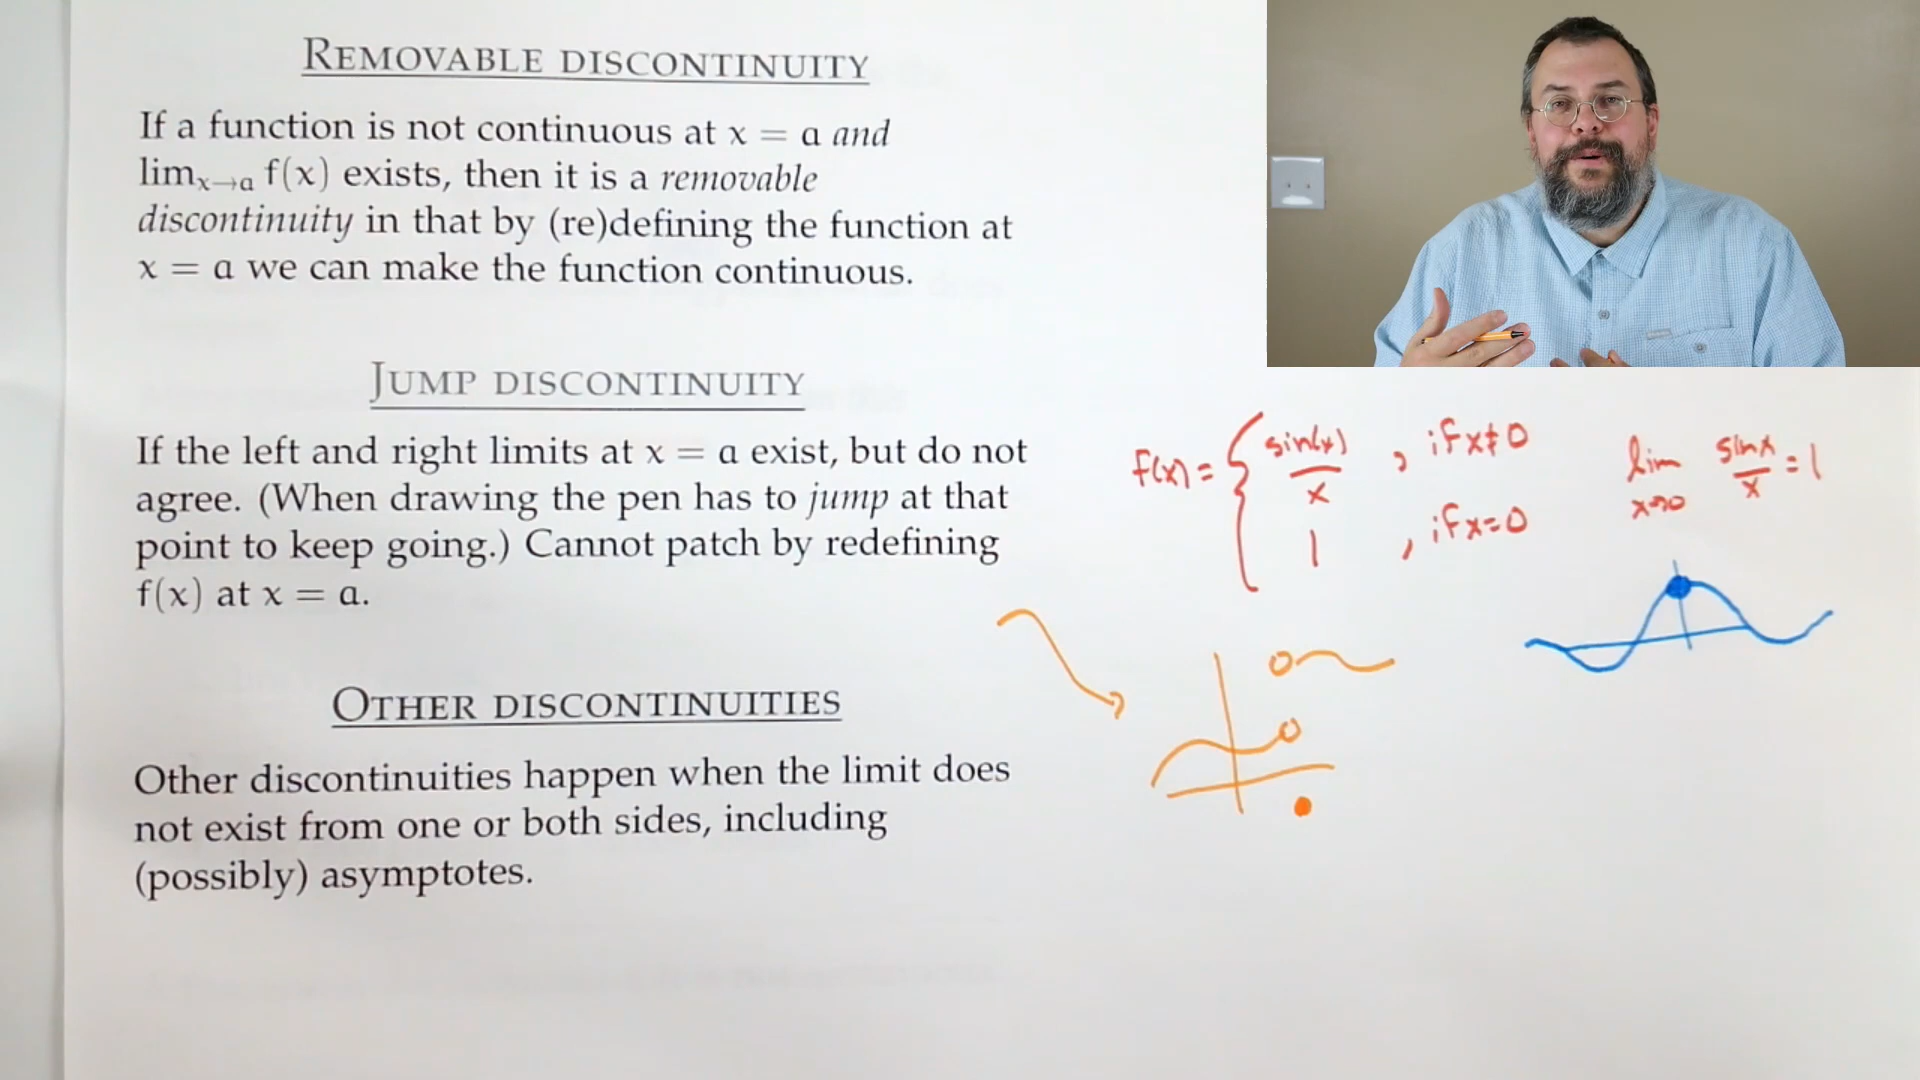 REMOVABLE DISCONTINUITY
If a function is not continuous at x = a and
lim_{x→a} f(x) exists, then it is a removable
discontinuity in that by (re)defining the function at
x = a we can make the function continuous.
JUMP DISCONTINUITY
If the left and right limits at x = a exist, but do not
agree. (When drawing the pen has to jump at that
point to keep going.) Cannot patch by redefining
f(x) at x = a.
OTHER DISCONTINUITIES
Other discontinuities happen when the limit does
not exist from one or both sides, including
(possibly) asymptotes.
f(x) = { sin(x)/x , if x≠0
1 , if x=0
lim x→0 sinx/x = 1